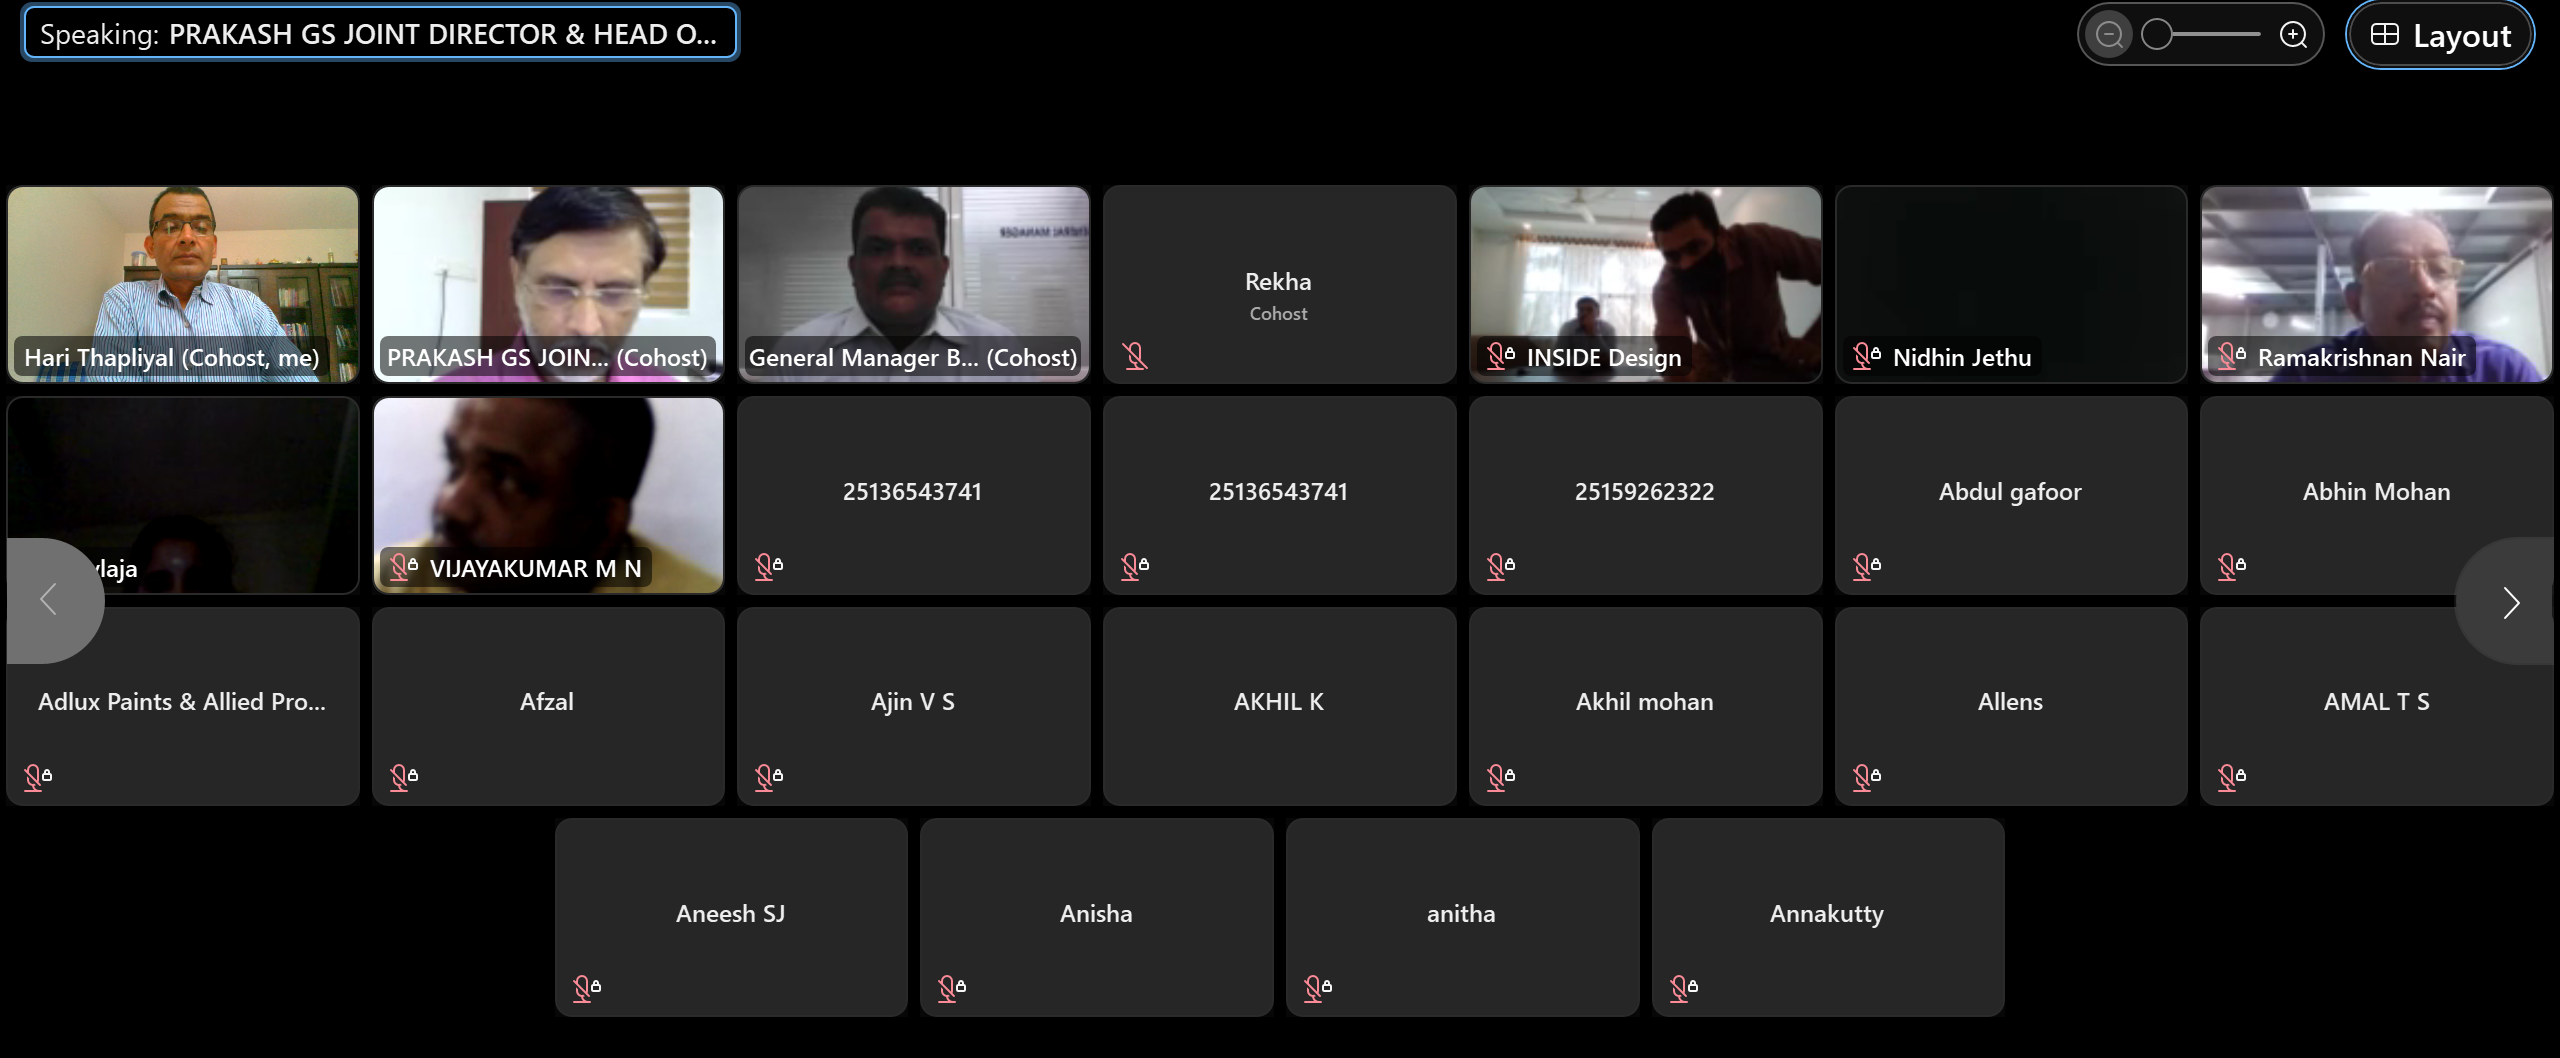 Speaking: PRAKASH GS JOINT DIRECTOR & HEAD O...
Layout
Hari Thapliyal (Cohost, me)
PRAKASH GS JOIN... (Cohost)
General Manager B... (Cohost)
Rekha
Cohost
INSIDE Design
Nidhin Jethu
Ramakrishnan Nair
VIJAYAKUMAR M N
25136543741
25136543741
25159262322
Abdul gafoor
Abhin Mohan
Adlux Paints & Allied Pro...
Afzal
Ajin V S
AKHIL K
Akhil mohan
Allens
AMAL T S
Aneesh SJ
Anisha
anitha
Annakutty